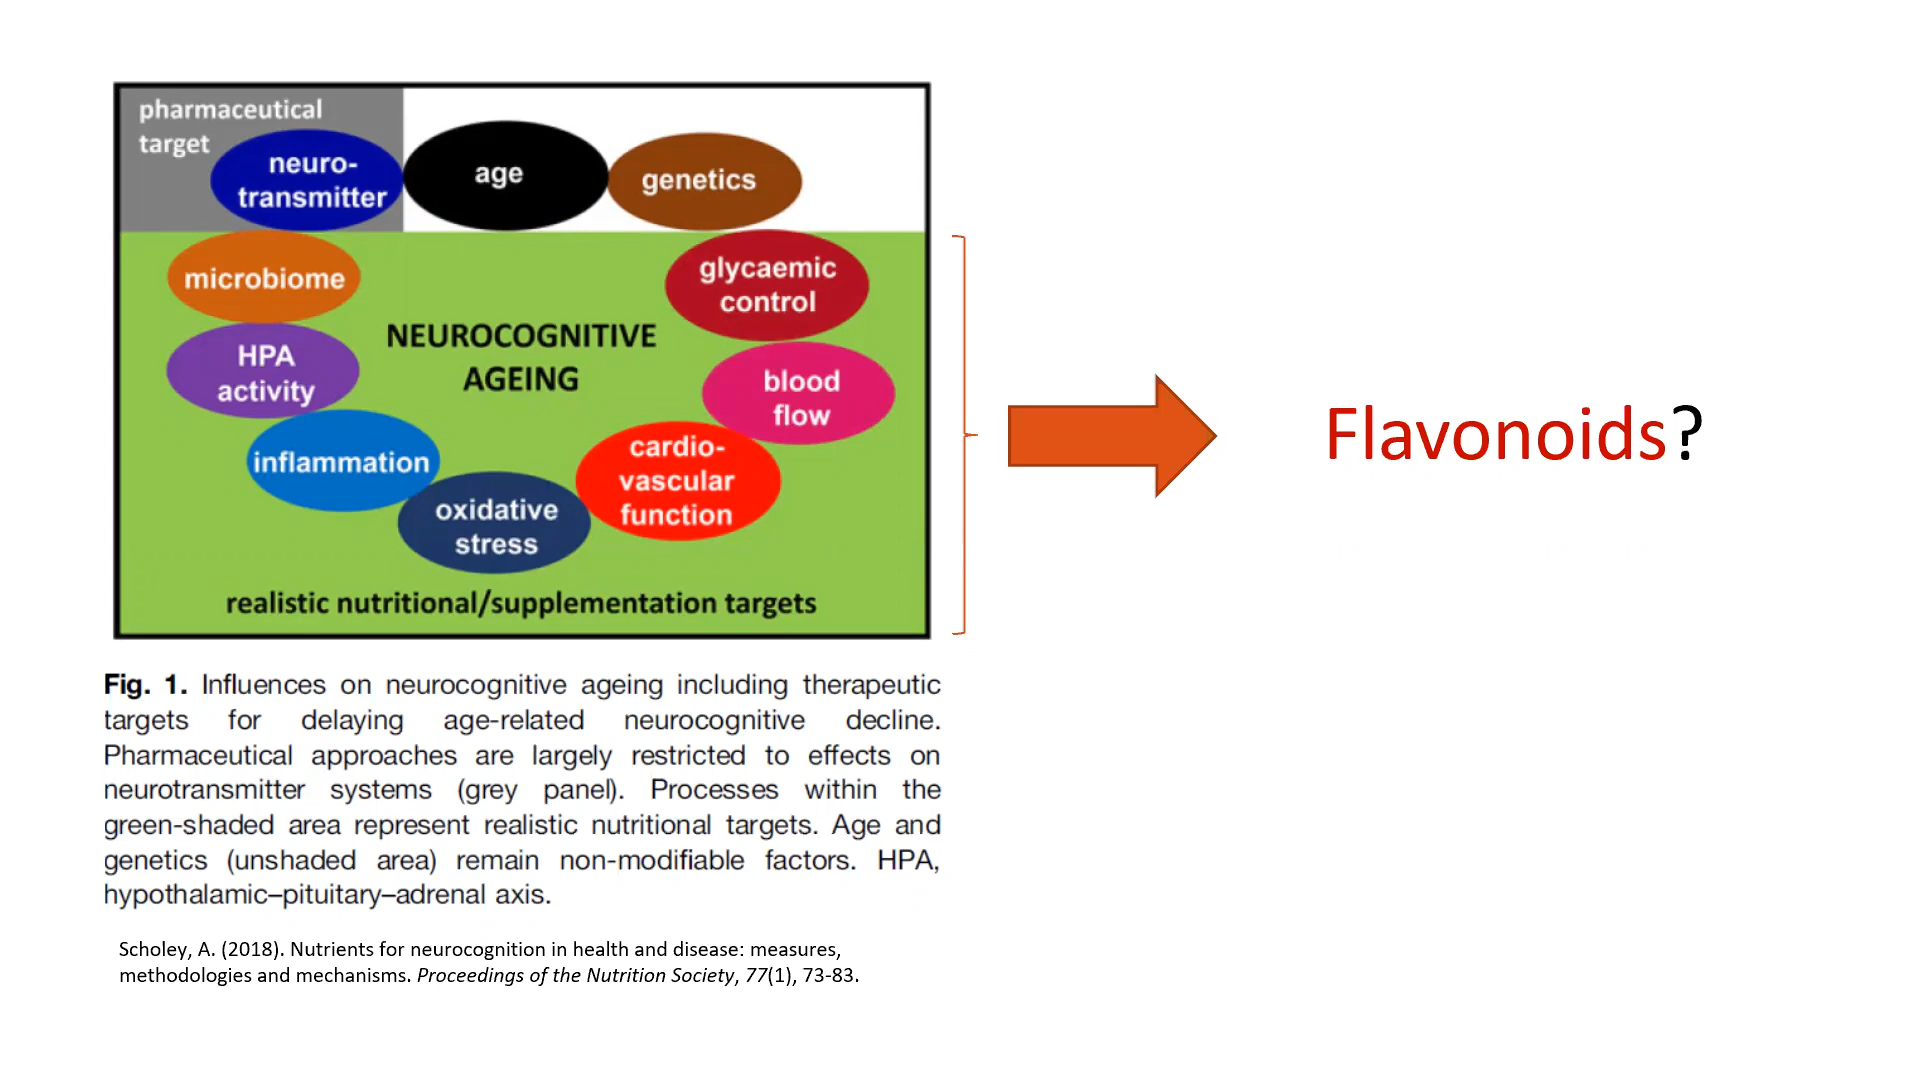 pharmaceutical
target
neuro-
transmitter
age
genetics
microbiome
glycaemic
control
HPA
activity
NEUROCOGNITIVE
AGEING
blood
flow
inflammation
cardio-
vascular
function
oxidative
stress
realistic nutritional/supplementation targets
Flavonoids?
Fig. 1. Influences on neurocognitive ageing including therapeutic
targets for delaying age-related neurocognitive decline.
Pharmaceutical approaches are largely restricted to effects on
neurotransmitter systems (grey panel). Processes within the
green-shaded area represent realistic nutritional targets. Age and
genetics (unshaded area) remain non-modifiable factors. HPA,
hypothalamic–pituitary–adrenal axis.
Scholey, A. (2018). Nutrients for neurocognition in health and disease: measures,
methodologies and mechanisms. Proceedings of the Nutrition Society, 77(1), 73-83.